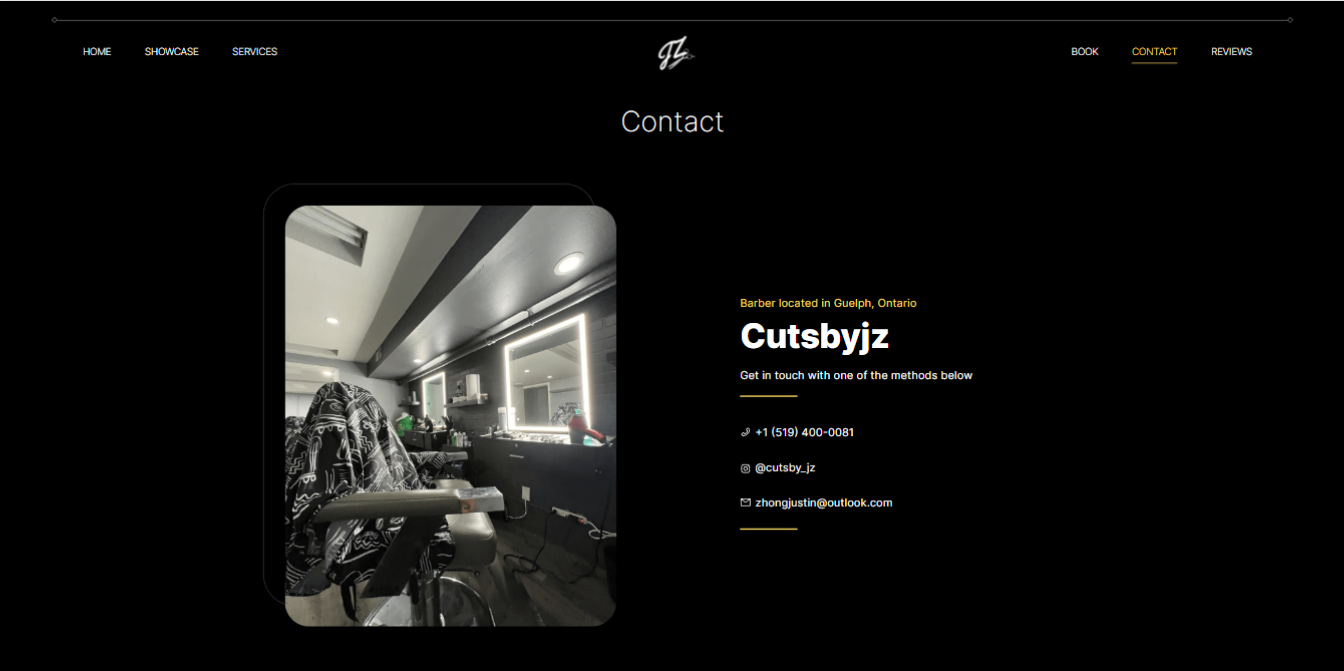 HOME SHOWCASE SERVICES JZ BOOK CONTACT REVIEWS
Contact
Barber located in Guelph, Ontario
Cutsbyjz
Get in touch with one of the methods below
+1 (519) 400-0081
@cutsby_jz
zhongjustin@outlook.com